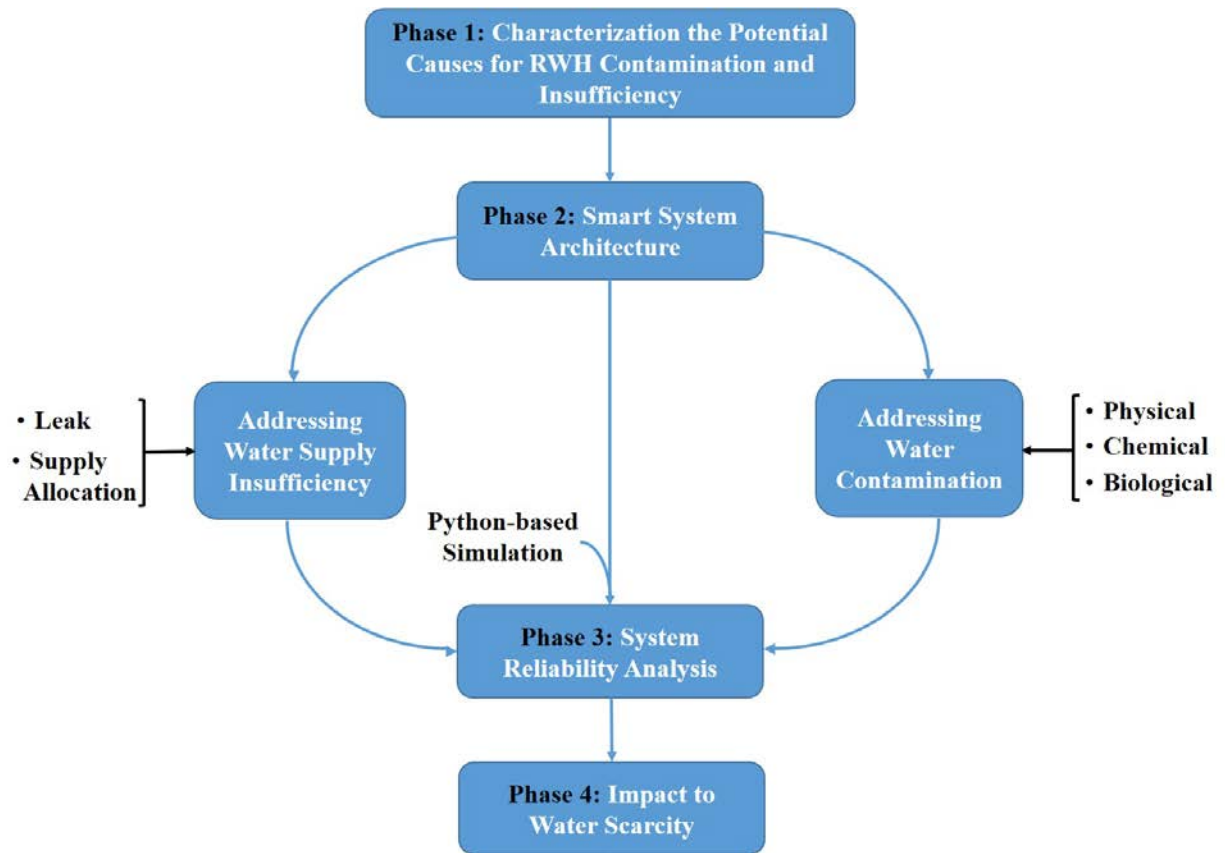 Phase 1: Characterization the Potential
Causes for RWH Contamination and
Insufficiency
Phase 2: Smart System
Architecture
• Leak
• Supply
Allocation
Addressing
Water Supply
Insufficiency
Addressing
Water
Contamination
• Physical
• Chemical
• Biological
Python-based
Simulation
Phase 3: System
Reliability Analysis
Phase 4: Impact to
Water Scarcity